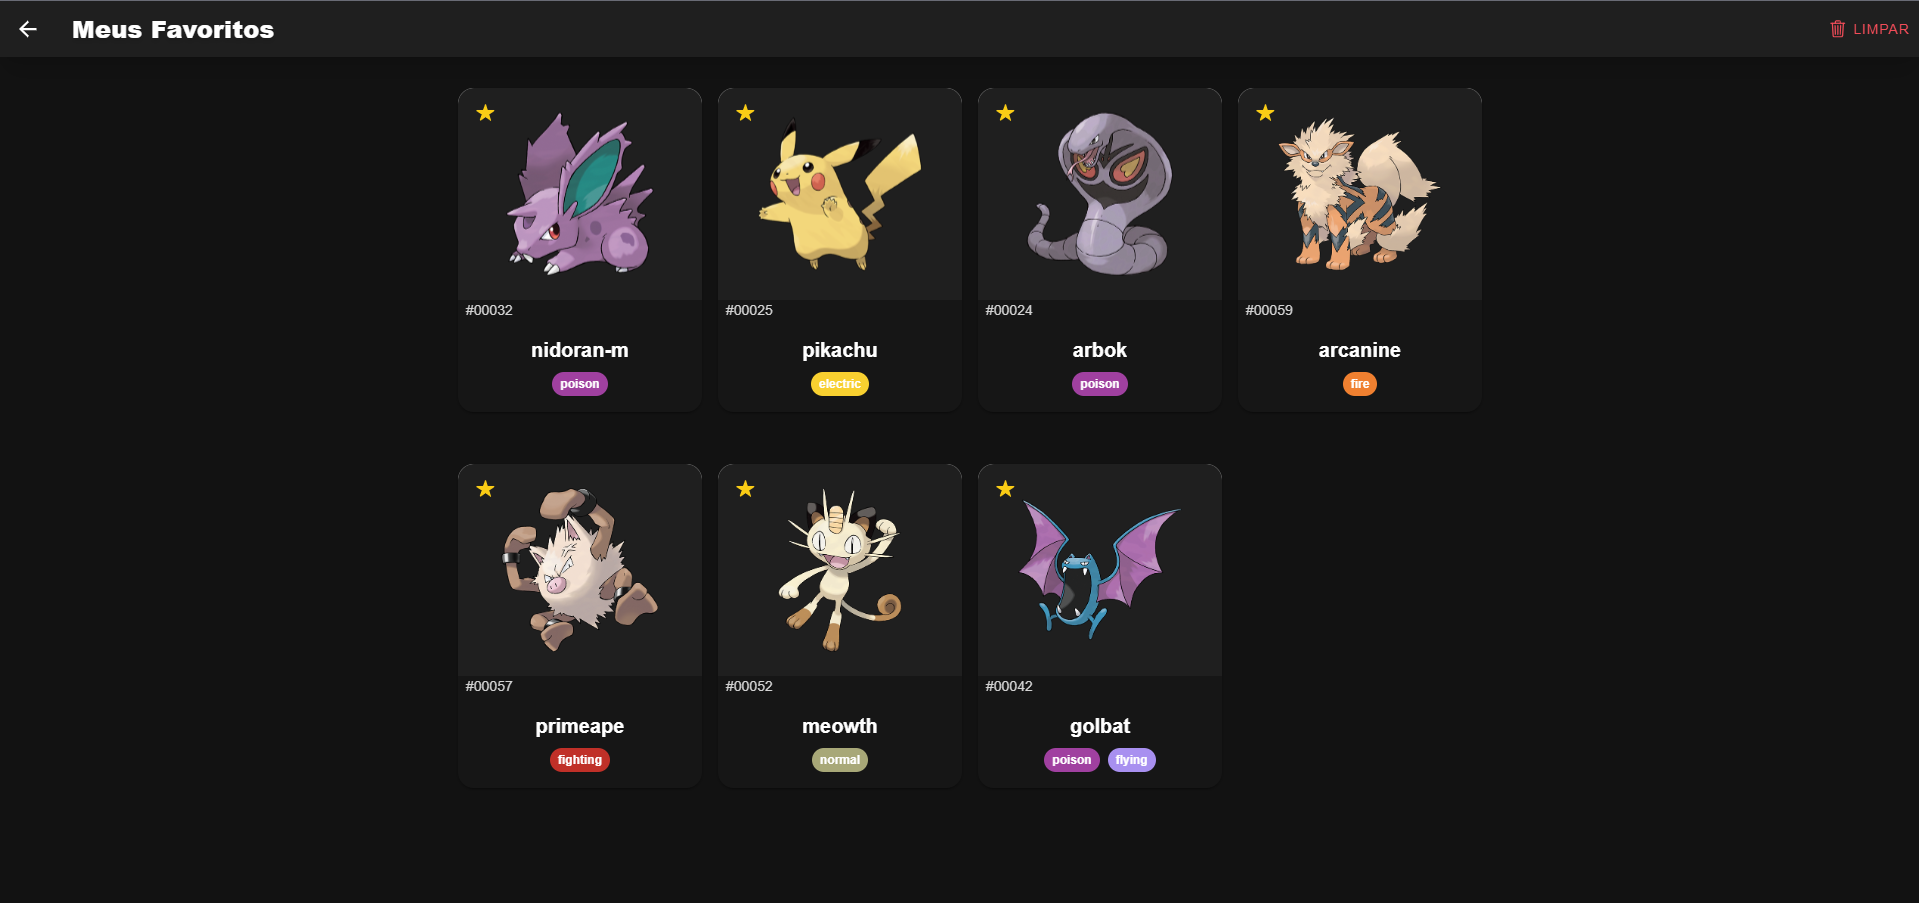 Meus Favoritos
LIMPAR
#00032
nidoran-m
poison
#00025
pikachu
electric
#00024
arbok
poison
#00059
arcanine
fire
#00057
primeape
fighting
#00052
meowth
normal
#00042
golbat
poison flying